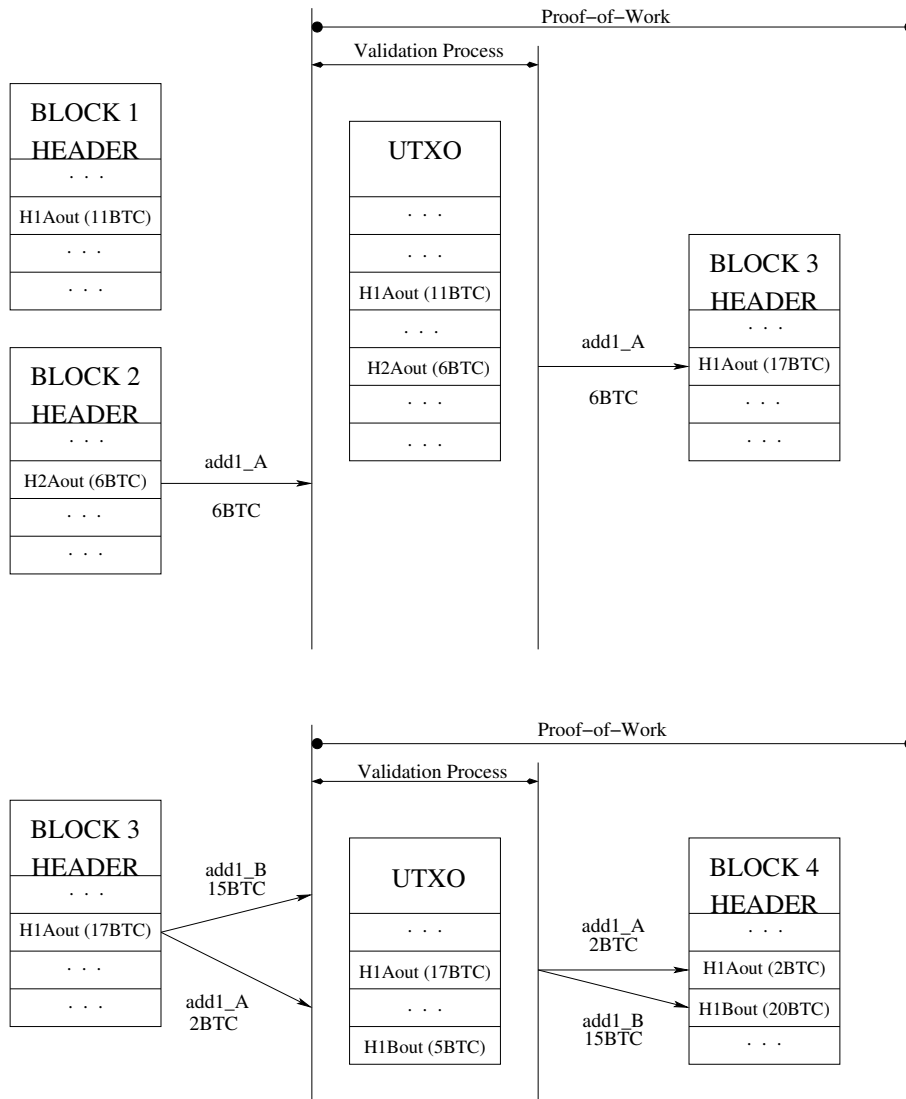 Proof−of−Work
Validation Process
BLOCK 1
HEADER
. . .
H1Aout (11BTC)
. . .
. . .
BLOCK 2
HEADER
. . .
H2Aout (6BTC)
. . .
. . .
add1_A
6BTC
UTXO
. . .
. . .
H1Aout (11BTC)
. . .
H2Aout (6BTC)
. . .
. . .
add1_A
6BTC
BLOCK 3
HEADER
. . .
H1Aout (17BTC)
. . .
. . .
Proof−of−Work
Validation Process
BLOCK 3
HEADER
. . .
H1Aout (17BTC)
. . .
. . .
add1_B
15BTC
add1_A
2BTC
UTXO
. . .
H1Aout (17BTC)
. . .
H1Bout (5BTC)
add1_A
2BTC
add1_B
15BTC
BLOCK 4
HEADER
. . .
H1Aout (2BTC)
H1Bout (20BTC)
. . .